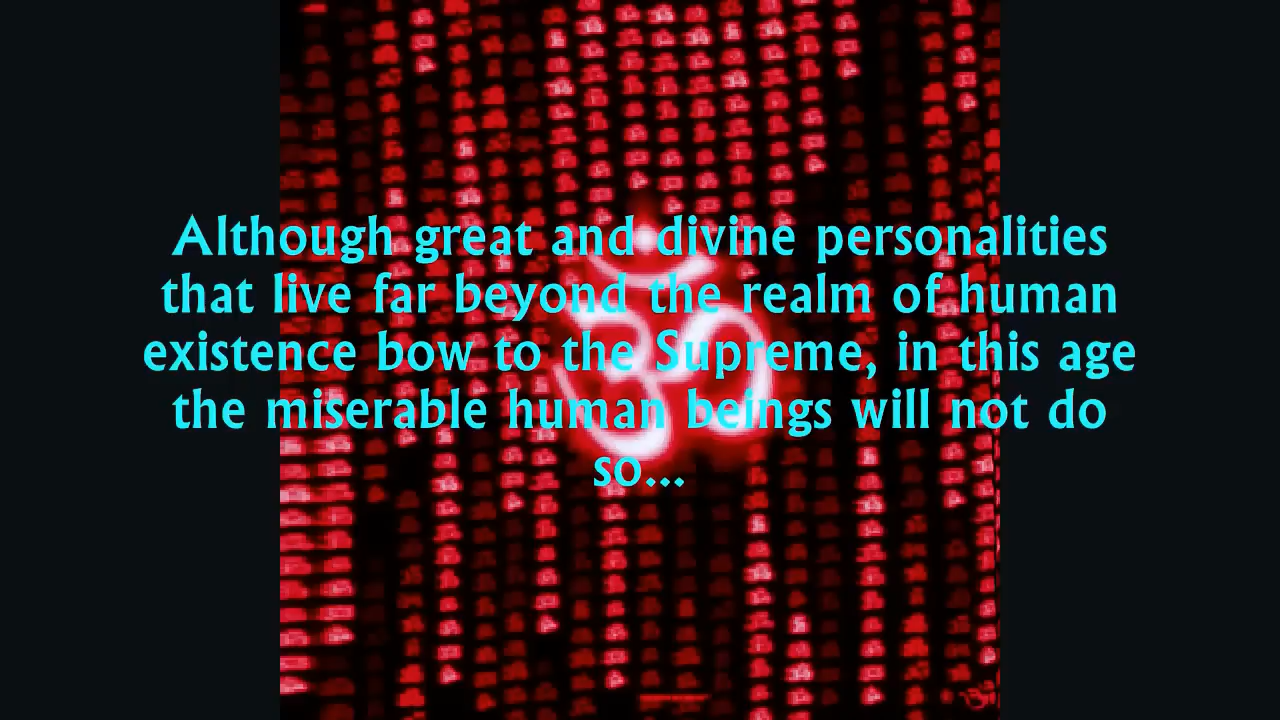 Although great and divine personalities
that live far beyond the realm of human
existence bow to the Supreme, in this age
the miserable human beings will not do
so...
ॐ